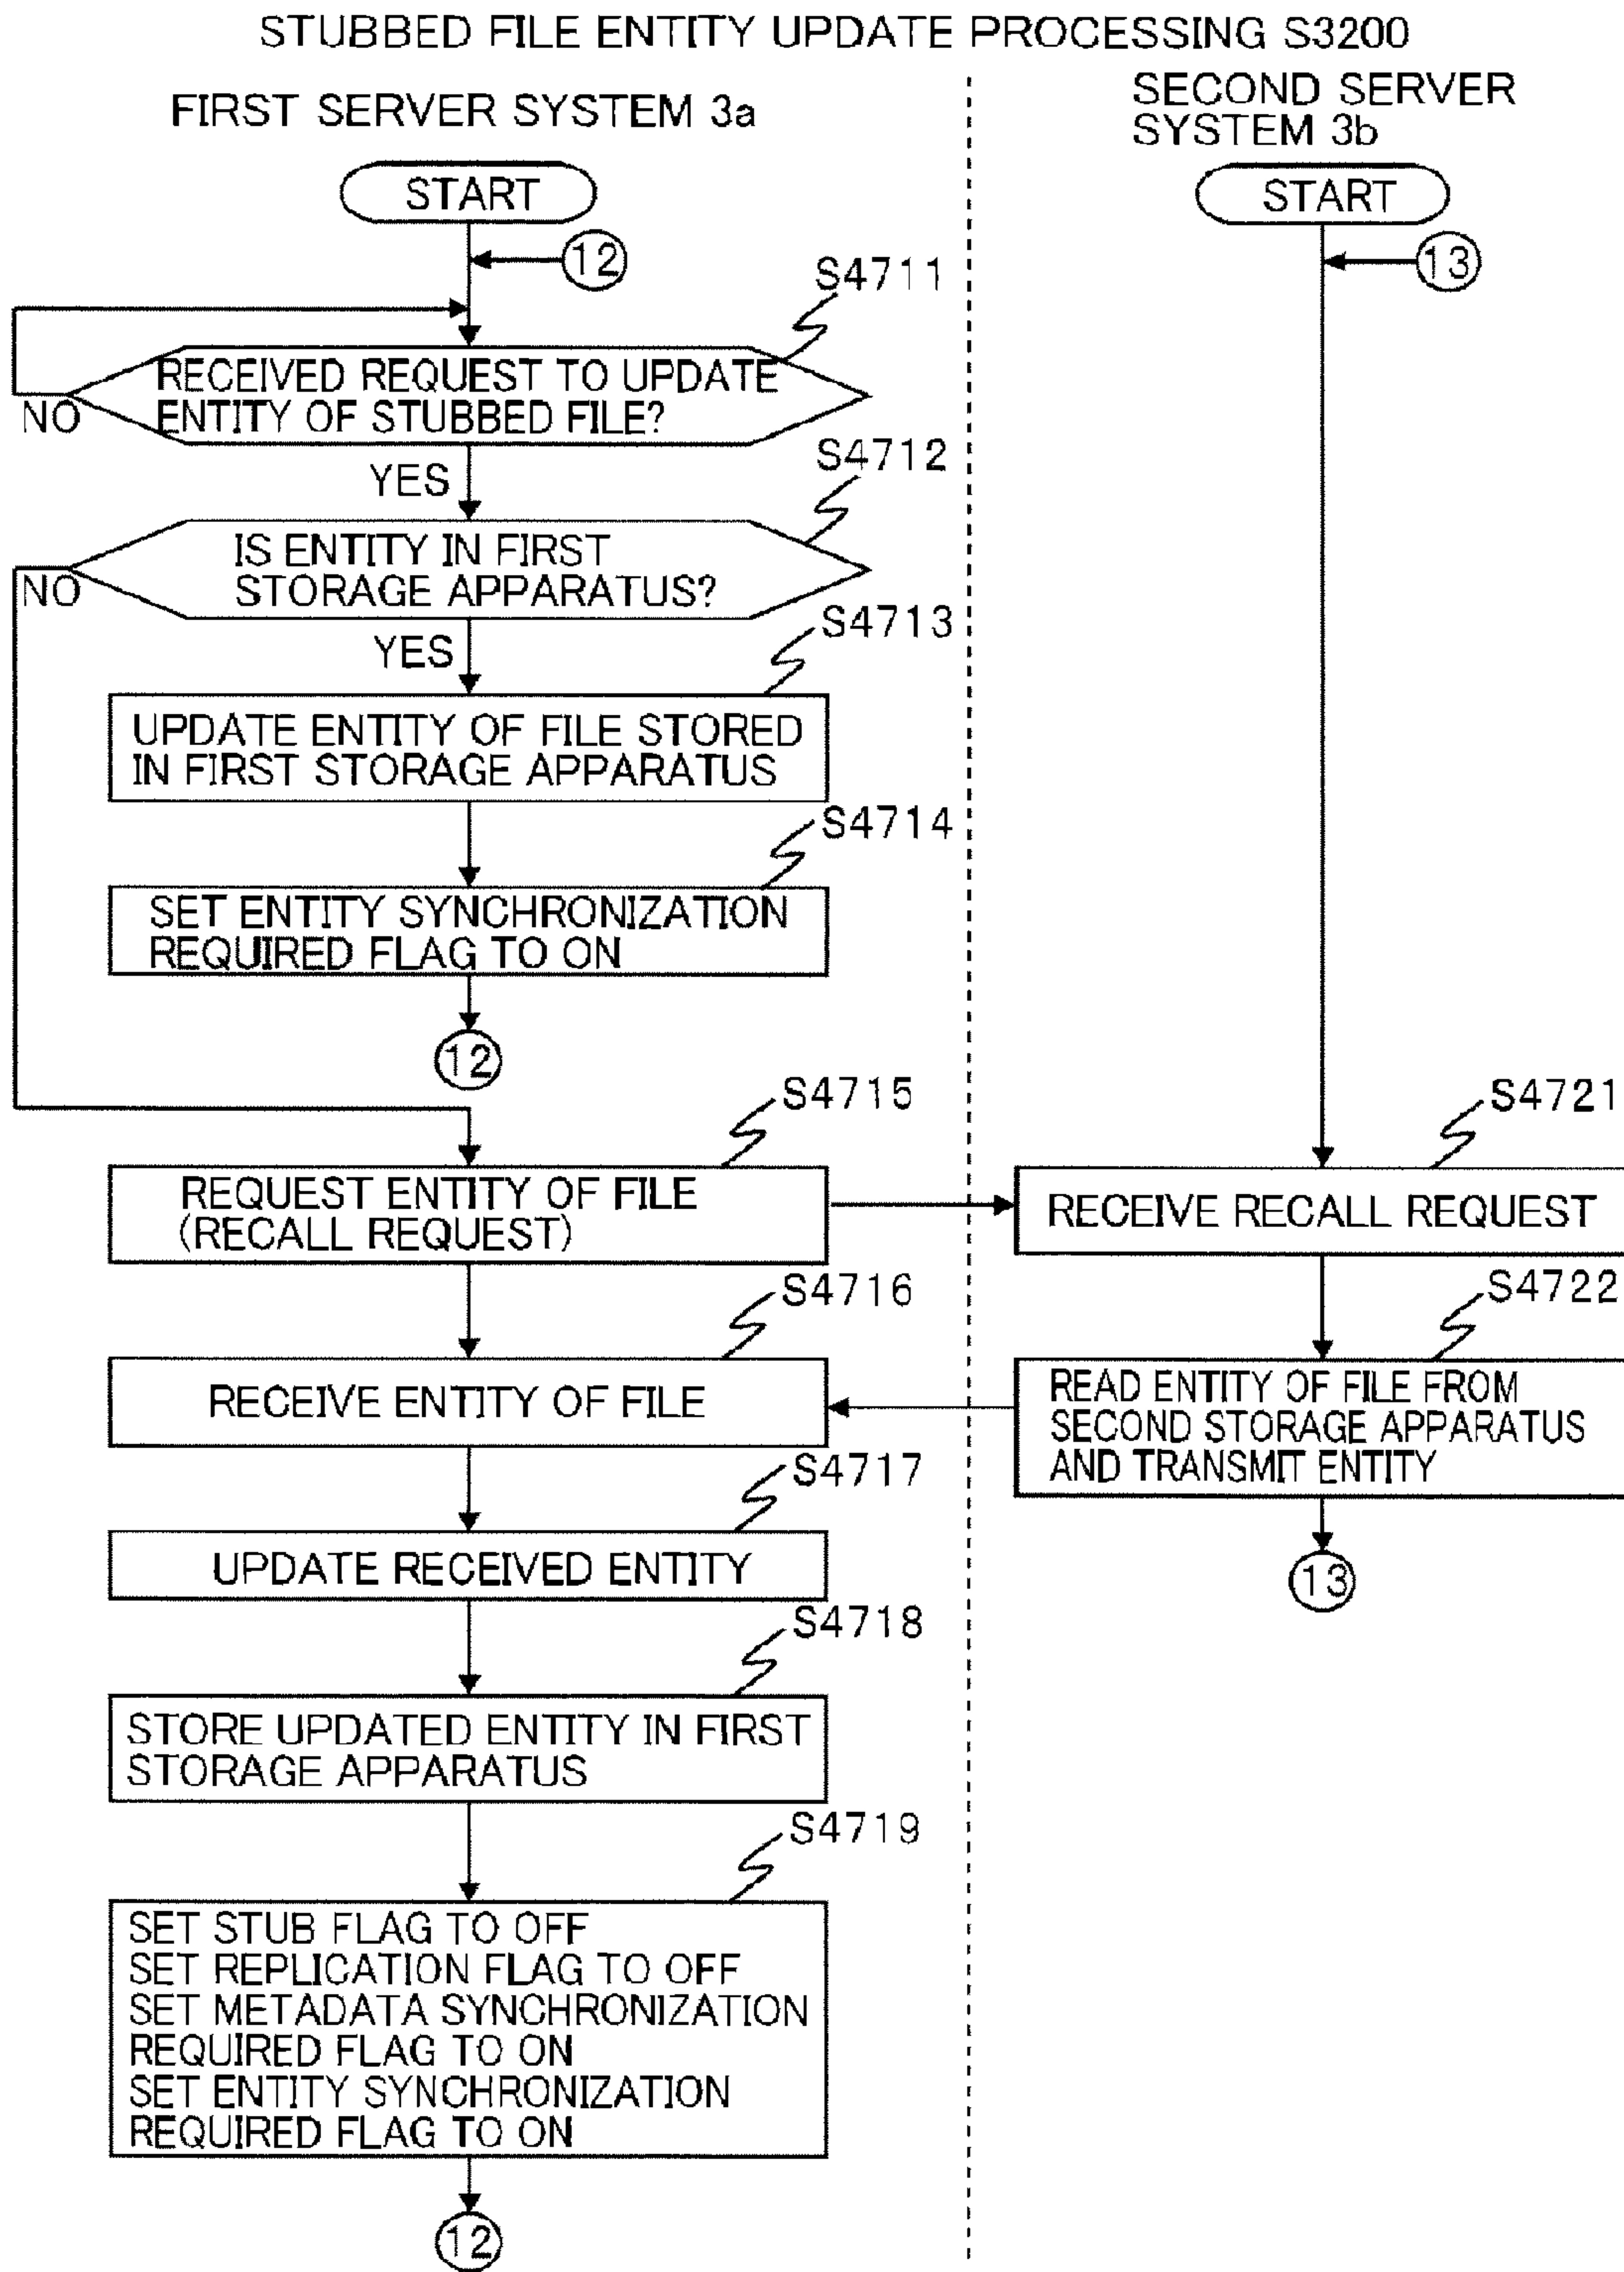 STUBBED FILE ENTITY UPDATE PROCESSING S3200
FIRST SERVER SYSTEM 3a
SECOND SERVER
SYSTEM 3b
START
START
12
13
S4711
RECEIVED REQUEST TO UPDATE
ENTITY OF STUBBED FILE?
NO
YES
S4712
IS ENTITY IN FIRST
STORAGE APPARATUS?
NO
YES
S4713
UPDATE ENTITY OF FILE STORED
IN FIRST STORAGE APPARATUS
S4714
SET ENTITY SYNCHRONIZATION
REQUIRED FLAG TO ON
12
S4715
REQUEST ENTITY OF FILE
(RECALL REQUEST)
S4721
RECEIVE RECALL REQUEST
S4716
RECEIVE ENTITY OF FILE
S4722
READ ENTITY OF FILE FROM
SECOND STORAGE APPARATUS
AND TRANSMIT ENTITY
13
S4717
UPDATE RECEIVED ENTITY
S4718
STORE UPDATED ENTITY IN FIRST
STORAGE APPARATUS
S4719
SET STUB FLAG TO OFF
SET REPLICATION FLAG TO OFF
SET METADATA SYNCHRONIZATION
REQUIRED FLAG TO ON
SET ENTITY SYNCHRONIZATION
REQUIRED FLAG TO ON
12